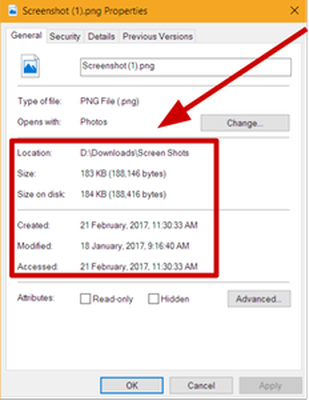 Screenshot (1).png Properties
General Security Details Previous Versions
Screenshot (1).png
Type of file: PNG File (.png)
Opens with: Photos Change...
Location: D:\Downloads\Screen Shots
Size: 183 KB (188,146 bytes)
Size on disk: 184 KB (188,416 bytes)
Created: 21 February, 2017, 11:30:33 AM
Modified: 18 January, 2017, 9:16:40 AM
Accessed: 21 February, 2017, 11:30:33 AM
Attributes: Read-only Hidden Advanced...
OK Cancel Apply